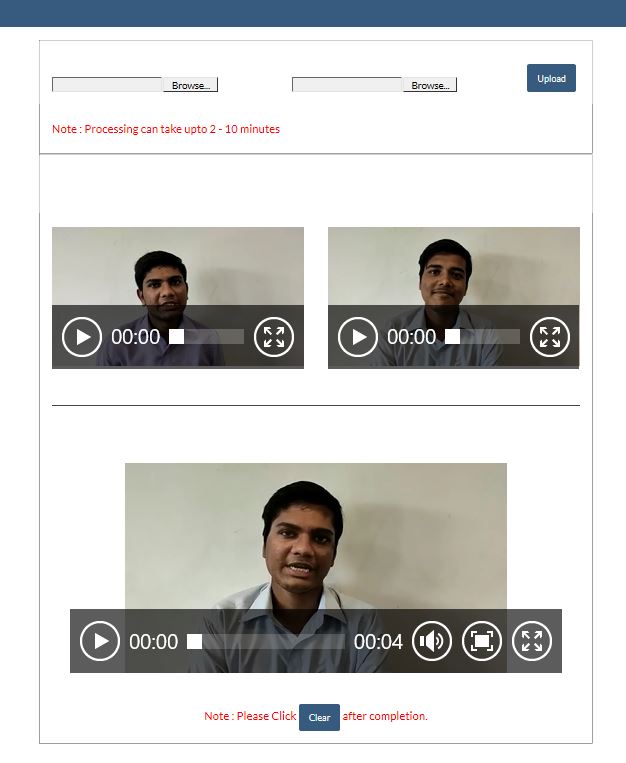 Browse... Browse... Upload
Note : Processing can take upto 2 - 10 minutes
00:00 00:00
00:00 00:04
Note : Please Click Clear after completion.